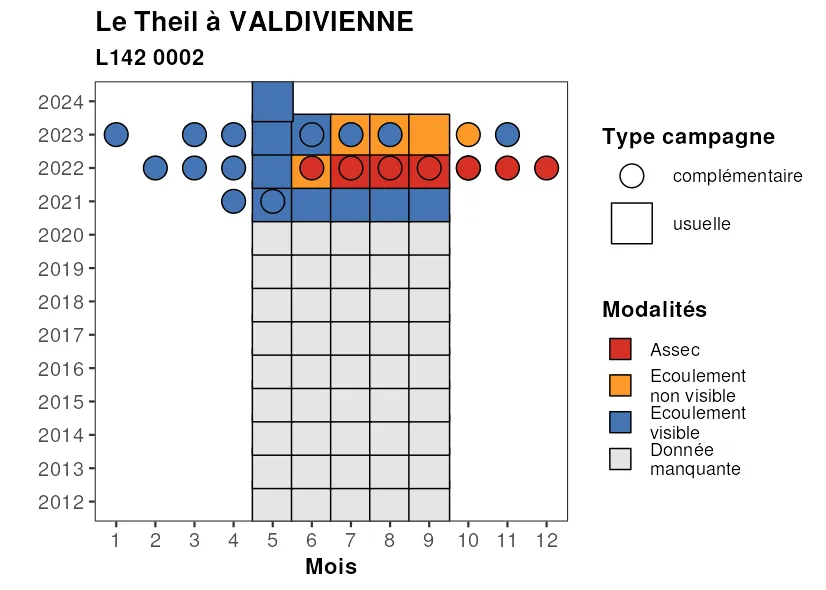 Le Theil à VALDIVIENNE
L142 0002
2024
2023
2022
2021
2020
2019
2018
2017
2016
2015
2014
2013
2012
1 2 3 4 5 6 7 8 9 10 11 12
Mois
Type campagne
complémentaire
usuelle
Modalités
Assec
Ecoulement
non visible
Ecoulement
visible
Donnée
manquante